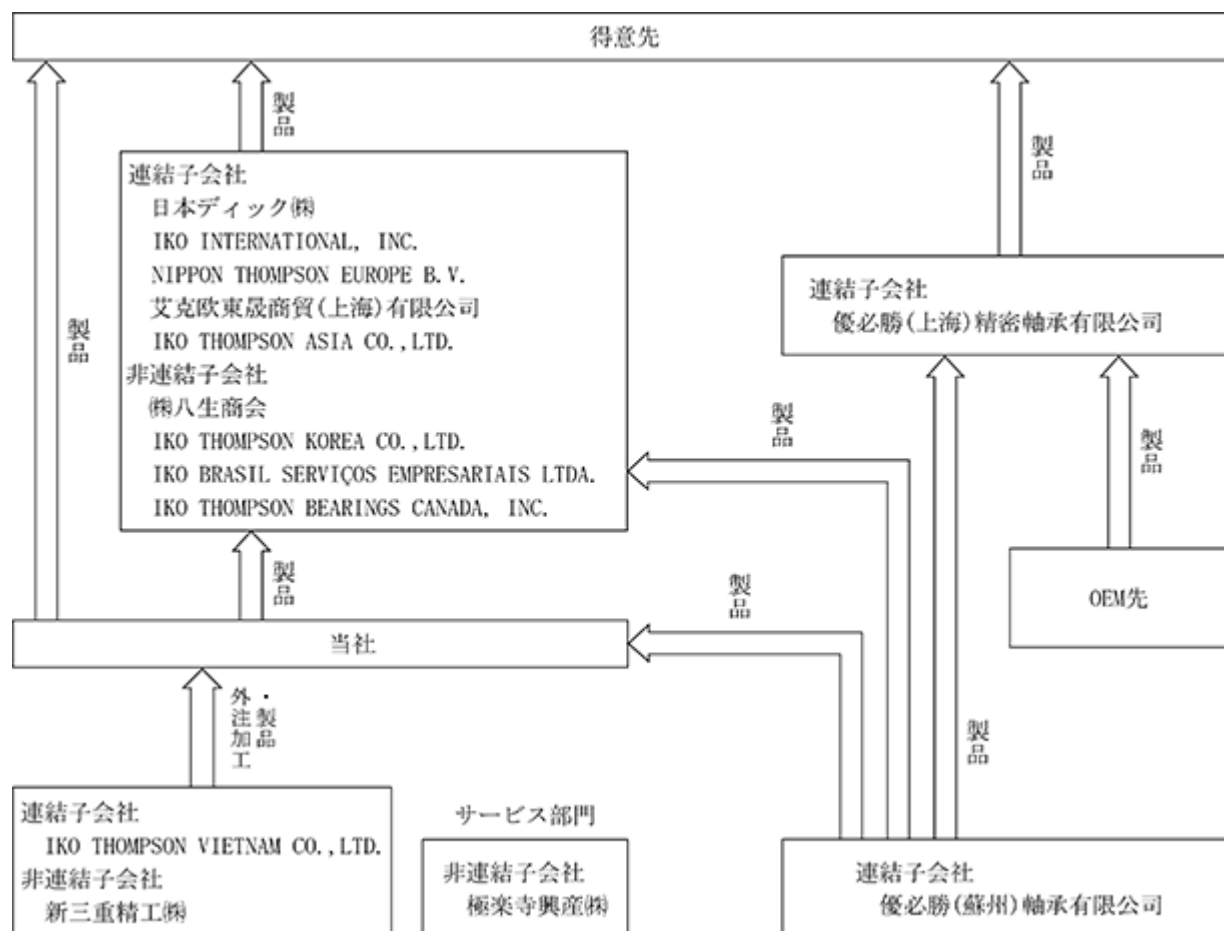 得意先
製品
製品
製品
製品
連結子会社
日本ディック㈱
IKO INTERNATIONAL, INC.
NIPPON THOMPSON EUROPE B.V.
艾克欧東晟商貿(上海)有限公司
IKO THOMPSON ASIA CO.,LTD.
非連結子会社
㈱八生商会
IKO THOMPSON KOREA CO.,LTD.
IKO BRASIL SERVIÇOS EMPRESARIAIS LTDA.
IKO THOMPSON BEARINGS CANADA, INC.
連結子会社
優必勝(上海)精密軸承有限公司
製品
製品
製品
製品
OEM先
当社
外注加工
・製品
連結子会社
IKO THOMPSON VIETNAM CO.,LTD.
非連結子会社
新三重精工㈱
サービス部門
非連結子会社
極楽寺興産㈱
連結子会社
優必勝(蘇州)軸承有限公司